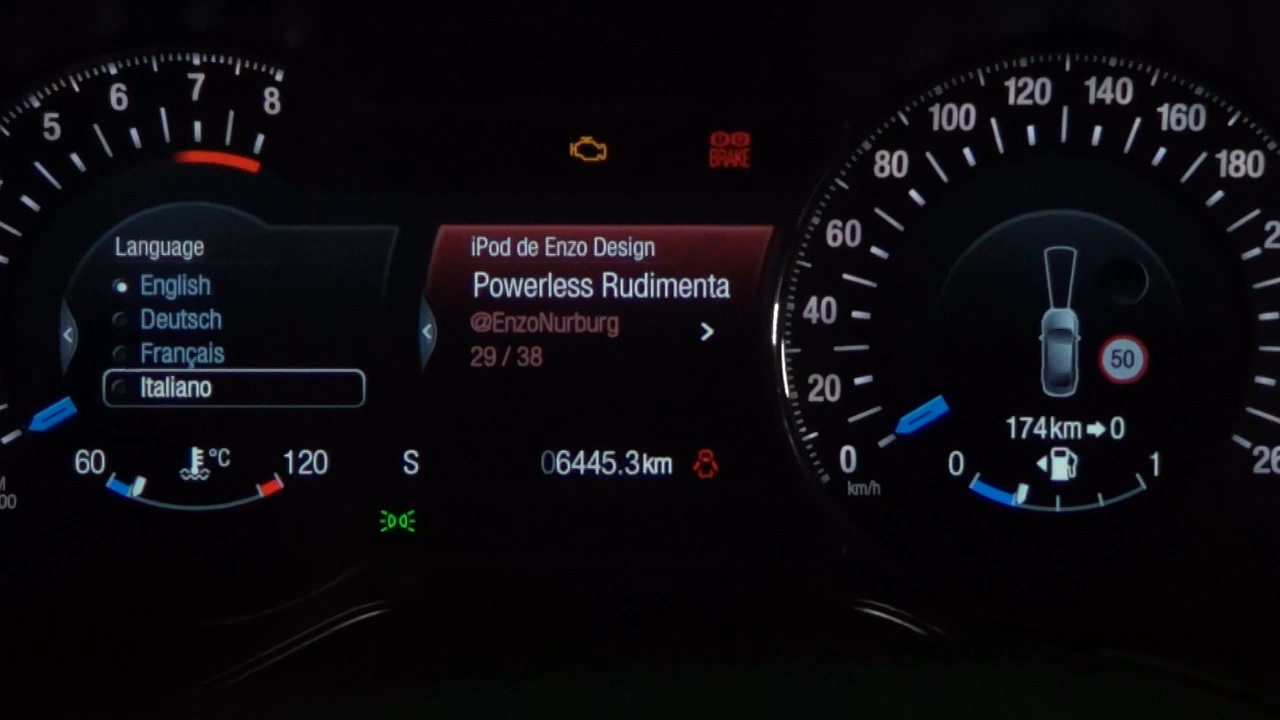 5 6 7 8
100 120 140 160
80 180
BRAKE
60
40
20
0
km/h
Language
English
Deutsch
Français
Italiano
iPod de Enzo Design
Powerless Rudimenta
@EnzoNurburg
29 / 38
50
174km 0
60 °C 120
S
06445.3km
0 1